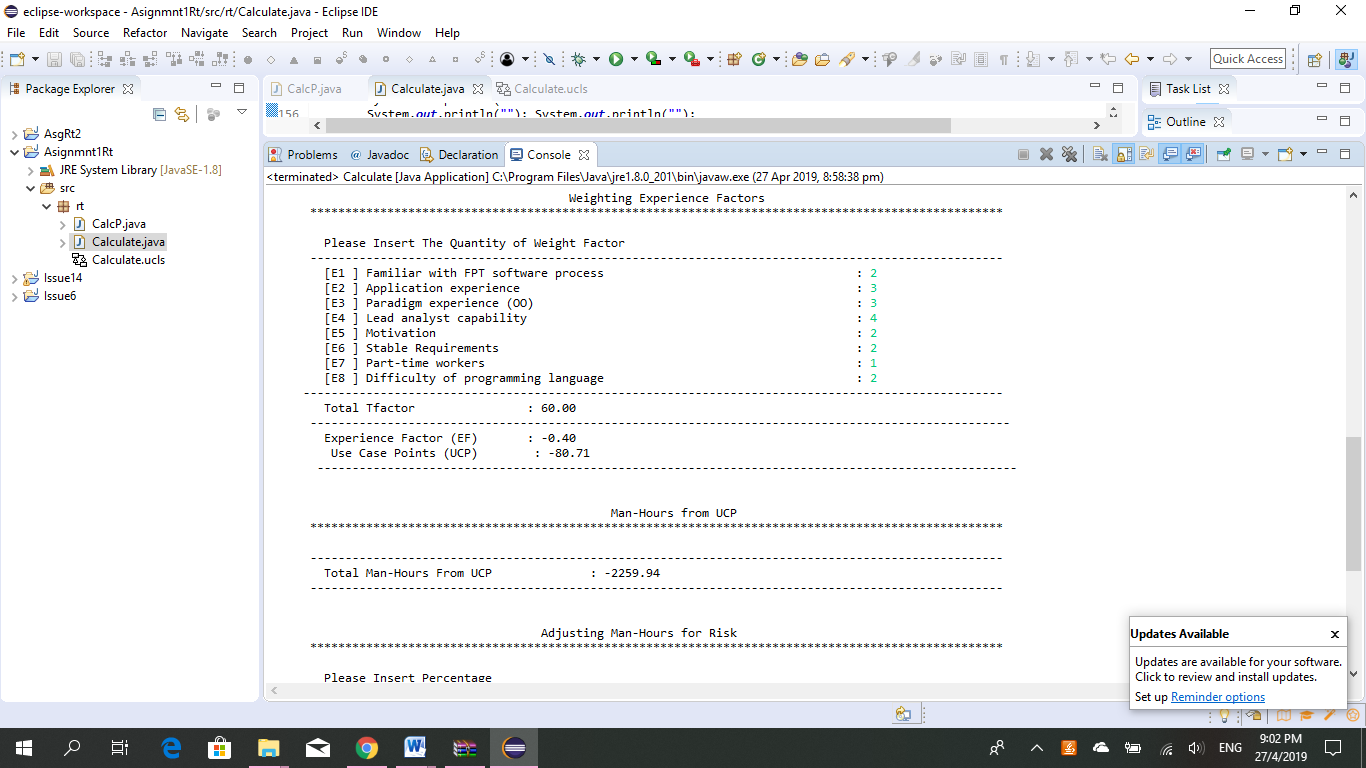 eclipse-workspace - Asignmnt1Rt/src/rt/Calculate.java - Eclipse IDE
File Edit Source Refactor Navigate Search Project Run Window Help
Quick Access
Package Explorer
AsgRt2
Asignmnt1Rt
JRE System Library [JavaSE-1.8]
src
rt
CalcP.java
Calculate.java
Calculate.ucls
Issue14
Issue6
CalcP.java Calculate.java Calculate.ucls
156 System.out.println(""); System.out.println("");
Task List
Outline
Problems @ Javadoc Declaration Console
<terminated> Calculate [Java Application] C:\Program Files\Java\jre1.8.0_201\bin\javaw.exe (27 Apr 2019, 8:58:38 pm)
Weighting Experience Factors
***************************************************************************************************
Please Insert The Quantity of Weight Factor
---------------------------------------------------------------------------------------------------
[E1 ] Familiar with FPT software process : 2
[E2 ] Application experience : 3
[E3 ] Paradigm experience (OO) : 3
[E4 ] Lead analyst capability : 4
[E5 ] Motivation : 2
[E6 ] Stable Requirements : 2
[E7 ] Part-time workers : 1
[E8 ] Difficulty of programming language : 2
----------------------------------------------------------------------------------------------------
Total Tfactor : 60.00
----------------------------------------------------------------------------------------------------
Experience Factor (EF) : -0.40
Use Case Points (UCP) : -80.71
----------------------------------------------------------------------------------------------------
Man-Hours from UCP
***************************************************************************************************
---------------------------------------------------------------------------------------------------
Total Man-Hours From UCP : -2259.94
---------------------------------------------------------------------------------------------------
Adjusting Man-Hours for Risk
***************************************************************************************************
Please Insert Percentage
Updates Available x
Updates are available for your software.
Click to review and install updates.
Set up Reminder options
ENG
9:02 PM
27/4/2019